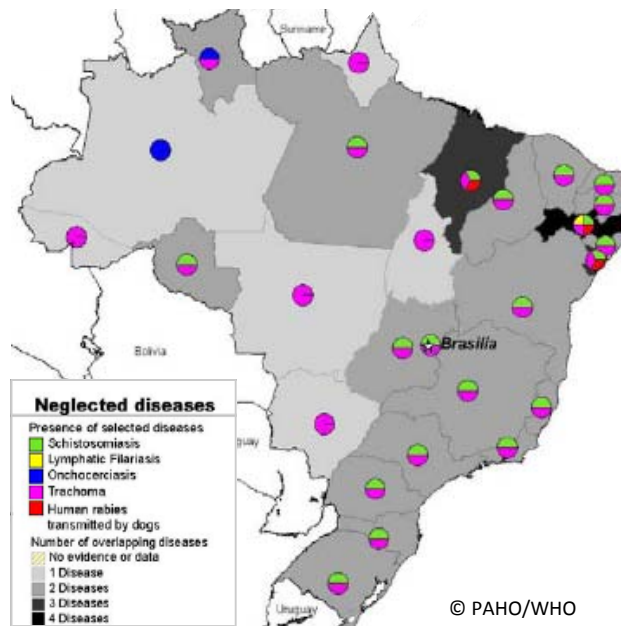 Suriname
Brasilia
Bolivia
guay
Uruguay
Neglected diseases
Presence of selected diseases
Schistosomiasis
Lymphatic Filariasis
Onchocerciasis
Trachoma
Human rabies
transmitted by dogs
Number of overlapping diseases
No evidence or data
1 Disease
2 Diseases
3 Diseases
4 Diseases
© PAHO/WHO